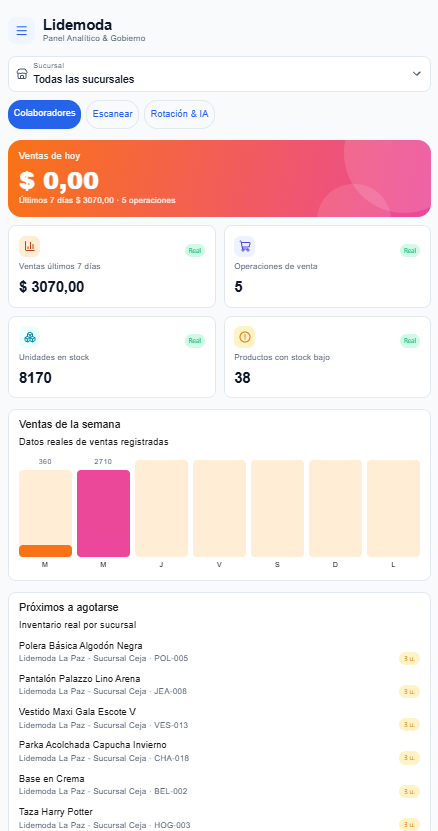 Lidemoda
Panel Analítico & Gobierno
Sucursal
Todas las sucursales
Colaboradores
Escanear
Rotación & IA
Ventas de hoy
$ 0,00
Últimos 7 días $ 3070,00 · 5 operaciones
Real
Ventas últimos 7 días
$ 3070,00
Real
Operaciones de venta
5
Real
Unidades en stock
8170
Real
Productos con stock bajo
38
Ventas de la semana
Datos reales de ventas registradas
360 2710
M M J V S D L
Próximos a agotarse
Inventario real por sucursal
Polera Básica Algodón Negra
Lidemoda La Paz - Sucursal Ceja · POL-005
3 u.
Pantalón Palazzo Lino Arena
Lidemoda La Paz - Sucursal Ceja · JEA-008
3 u.
Vestido Maxi Gala Escote V
Lidemoda La Paz - Sucursal Ceja · VES-013
3 u.
Parka Acolchada Capucha Invierno
Lidemoda La Paz - Sucursal Ceja · CHA-018
3 u.
Base en Crema
Lidemoda La Paz - Sucursal Ceja · BEL-002
3 u.
Taza Harry Potter
Lidemoda La Paz - Sucursal Ceja · HOG-003
3 u.